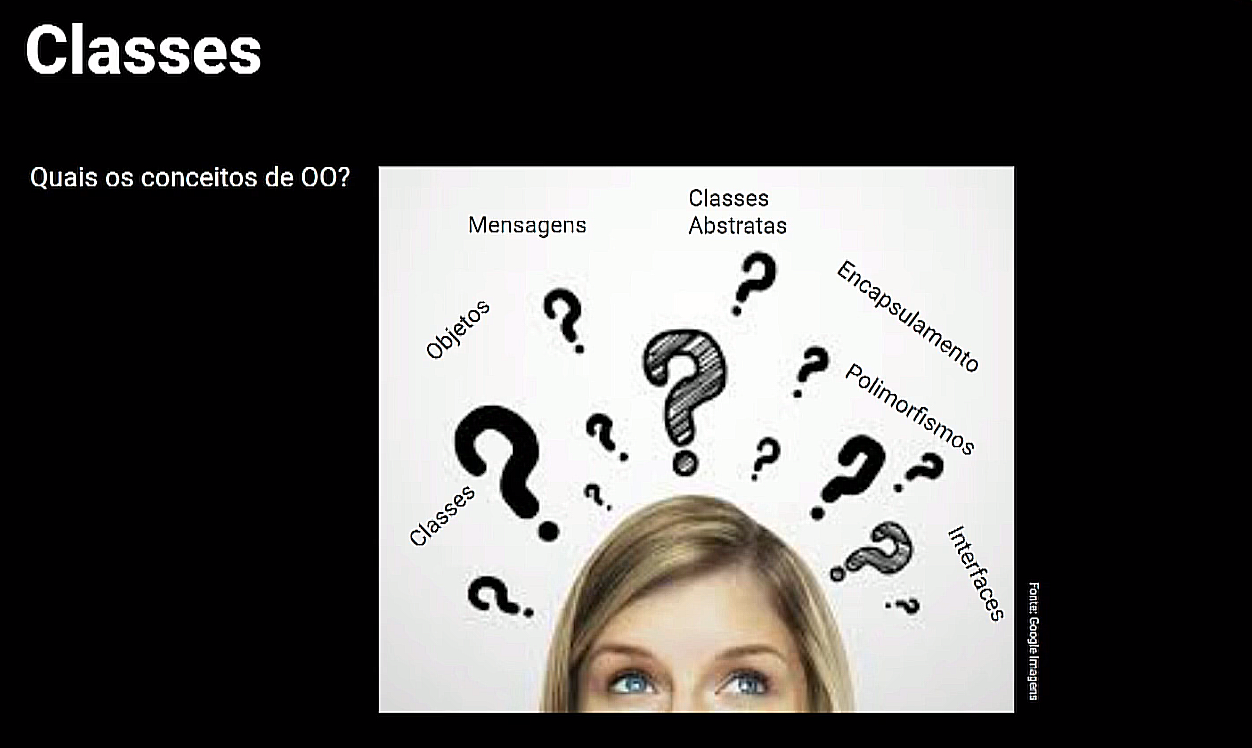 Classes
Quais os conceitos de OO?
Mensagens
Classes
Abstratas
Objetos
Encapsulamento
Polimorfismos
Classes
Interfaces
Fonte: Google Imagens